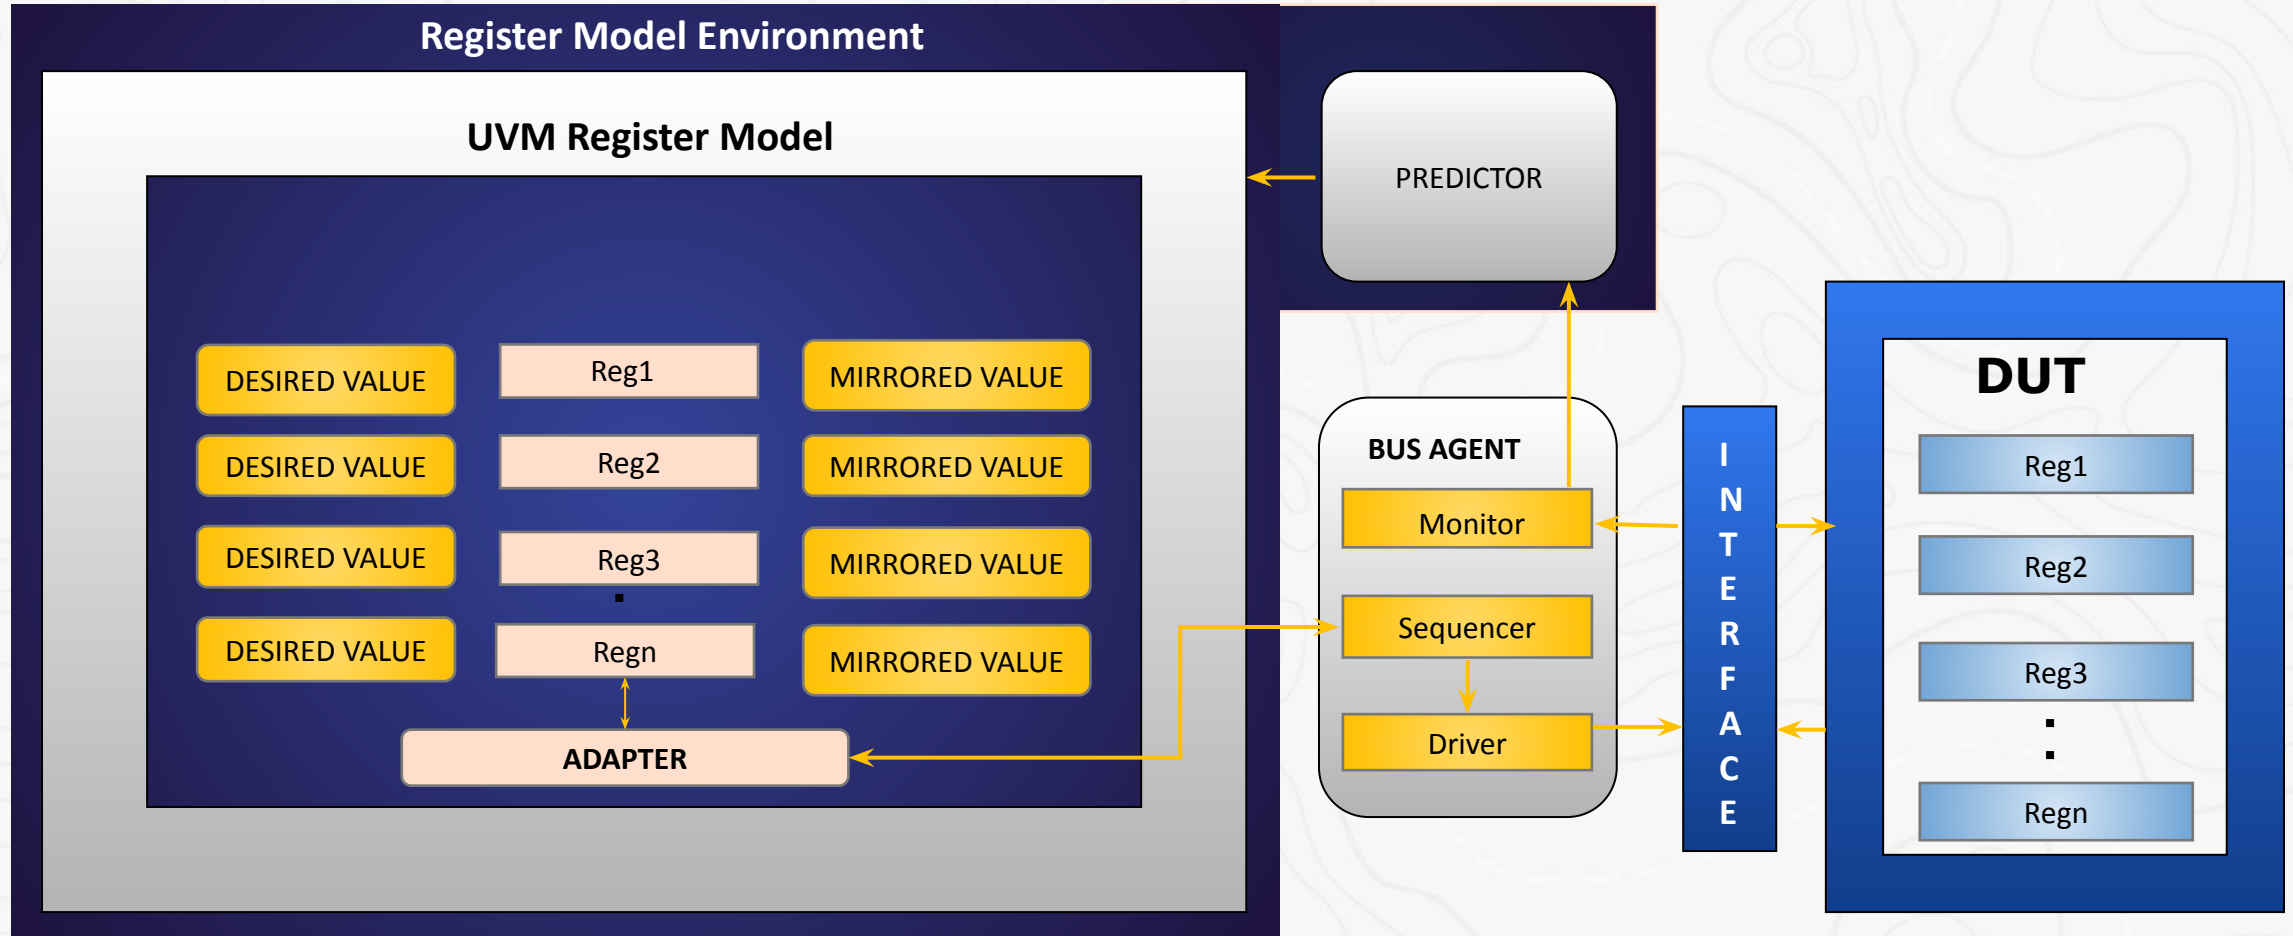 Register Model Environment
UVM Register Model
DESIRED VALUE
Reg1
MIRRORED VALUE
DESIRED VALUE
Reg2
MIRRORED VALUE
DESIRED VALUE
Reg3
MIRRORED VALUE
DESIRED VALUE
Regn
MIRRORED VALUE
ADAPTER
PREDICTOR
BUS AGENT
Monitor
Sequencer
Driver
INTERFACE
DUT
Reg1
Reg2
Reg3
Regn